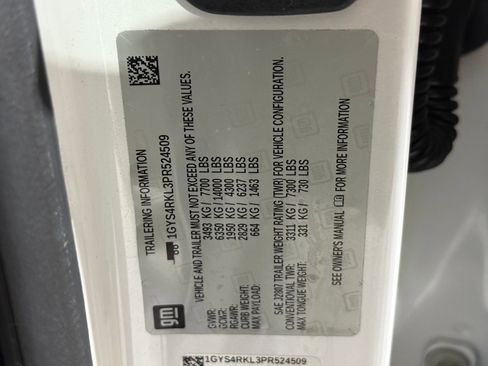 gm
TRAILERING INFORMATION
1GYS4RKL3PR524509
VEHICLE AND TRAILER MUST NOT EXCEED ANY OF THESE VALUES.
GVWR: 3493 KG/ 7700 LBS
GCWR: 6350 KG/ 14000 LBS
RGAWR: 1950 KG/ 4300 LBS
CURB WEIGHT: 2829 KG/ 6237 LBS
MAX PAYLOAD: 664 KG/ 1463 LBS
SAE J2807 TRAILER WEIGHT RATING (TWR) FOR VEHICLE CONFIGURATION.
CONVENTIONAL TWR: 3311 KG/ 7300 LBS
MAX TONGUE WEIGHT: 331 KG/ 730 LBS
SEE OWNER'S MANUAL FOR MORE INFORMATION
1GYS4RKL3PR524509